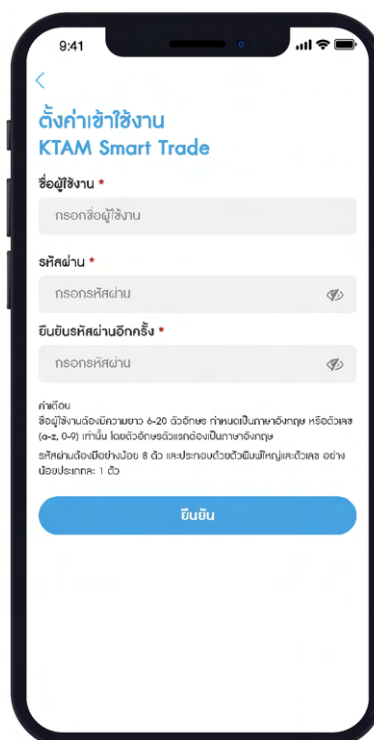 9:41
ตั้งค่าเข้าใช้งาน
KTAM Smart Trade
ชื่อผู้ใช้งาน *
กรอกชื่อผู้ใช้งาน
รหัสผ่าน *
กรอกรหัสผ่าน
ยืนยันรหัสผ่านอีกครั้ง *
กรอกรหัสผ่าน
คำเตือน
ชื่อผู้ใช้งานต้องมีความยาว 6-20 ตัวอักษร กำหนดเป็นภาษาอังกฤษ หรือตัวเลข
(a-z, 0-9) เท่านั้น โดยตัวอักษรตัวแรกต้องเป็นภาษาอังกฤษ
รหัสผ่านต้องมีอย่างน้อย 8 ตัว และประกอบด้วยตัวพิมพ์ใหญ่และตัวเลข อย่าง
น้อยประเภทละ 1 ตัว
ยืนยัน